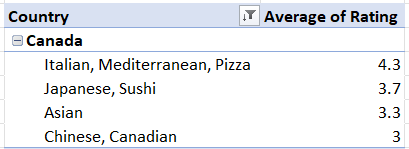 Country Average of Rating
Canada
Italian, Mediterranean, Pizza 4.3
Japanese, Sushi 3.7
Asian 3.3
Chinese, Canadian 3